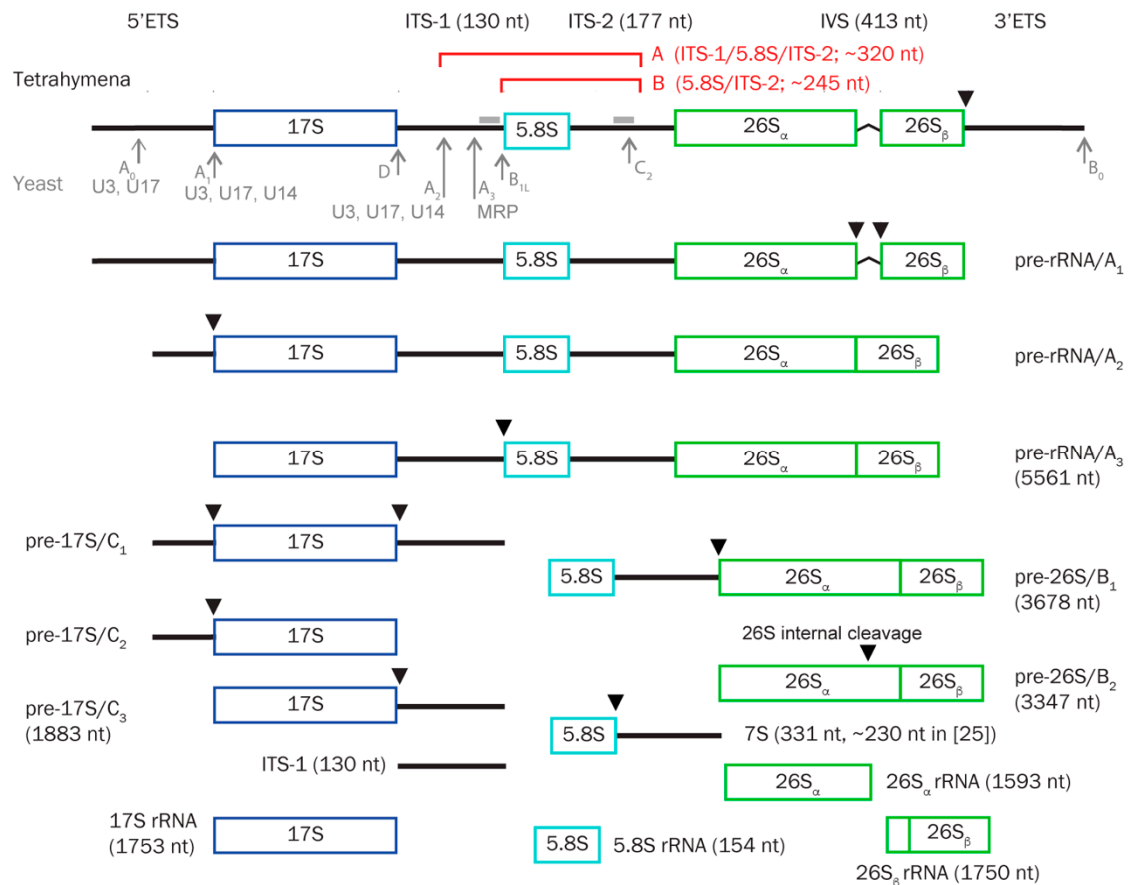 5'ETS ITS-1 (130 nt) ITS-2 (177 nt) IVS (413 nt) 3'ETS
A (ITS-1/5.8S/ITS-2; ~320 nt)
Tetrahymena B (5.8S/ITS-2; ~245 nt)
17S 5.8S 26Sα 26Sβ
A0 A1 D A2 A3 B1L C2 B0
Yeast U3, U17 U3, U17, U14 U3, U17, U14 MRP
17S 5.8S 26Sα 26Sβ pre-rRNA/A1
17S 5.8S 26Sα 26Sβ pre-rRNA/A2
17S 5.8S 26Sα 26Sβ pre-rRNA/A3
(5561 nt)
pre-17S/C1 17S
5.8S 26Sα 26Sβ pre-26S/B1
(3678 nt)
pre-17S/C2 17S
26S internal cleavage
26Sα 26Sβ pre-26S/B2
(3347 nt)
pre-17S/C3 17S
(1883 nt)
5.8S 7S (331 nt, ~230 nt in [25])
ITS-1 (130 nt)
26Sα 26Sα rRNA (1593 nt)
17S rRNA 17S
(1753 nt)
5.8S 5.8S rRNA (154 nt)
26Sβ
26Sβ rRNA (1750 nt)